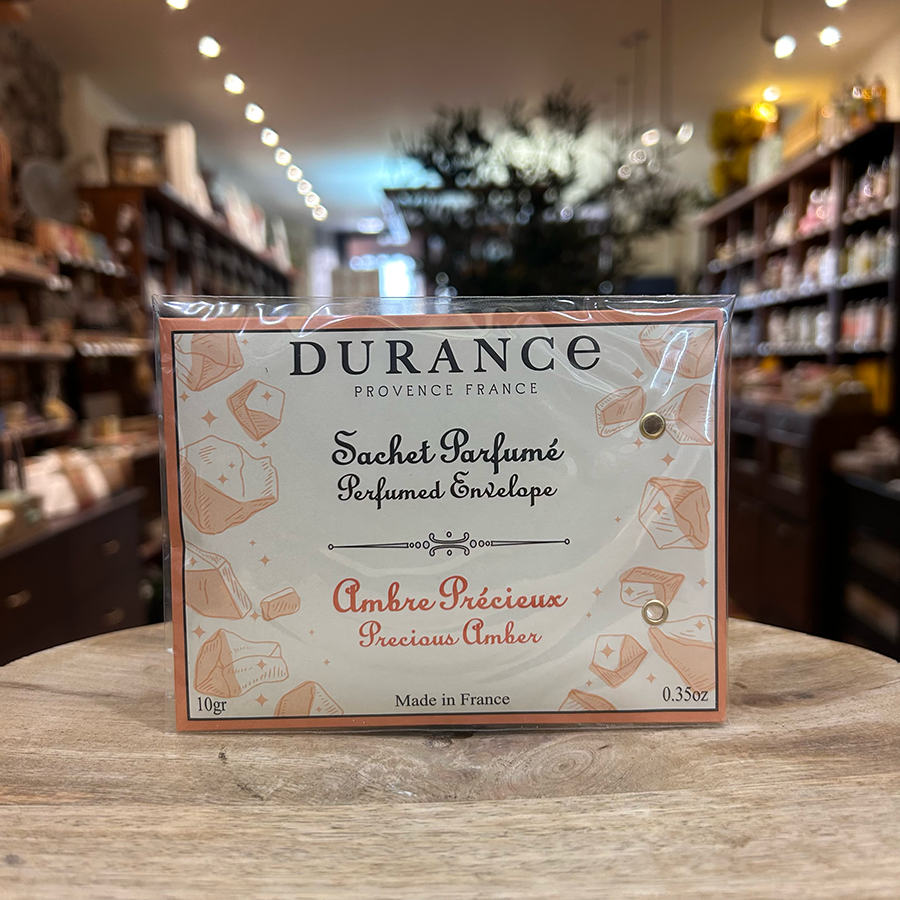 DURANCe
PROVENCE FRANCE
Sachet Parfumé
Perfumed Envelope
Ambre Précieux
Precious Amber
Made in France
10gr
0.35oz